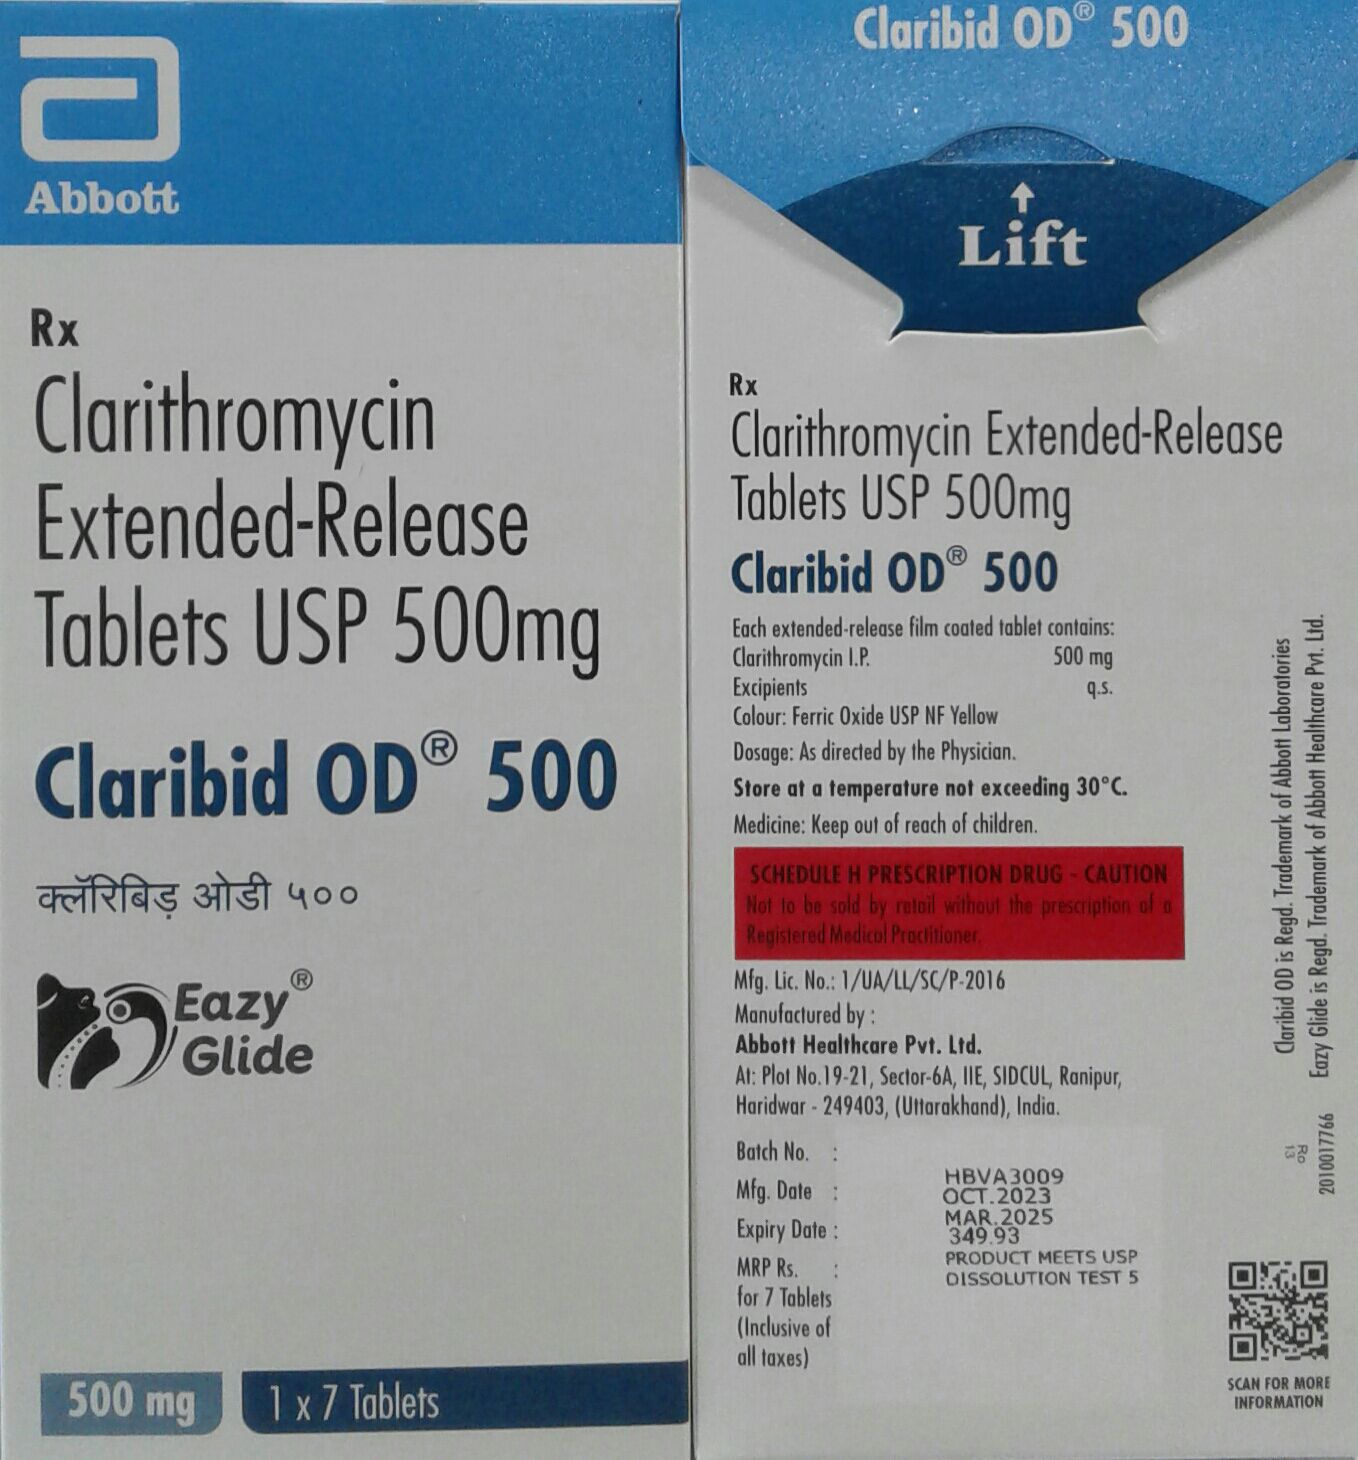 Abbott
Rx
Clarithromycin
Extended-Release
Tablets USP 500mg
Claribid OD® 500
क्लॅरिबिड़ ओडी ५००
Eazy®
Glide
500 mg
1 x 7 Tablets
Claribid OD® 500
Lift
Rx
Clarithromycin Extended-Release
Tablets USP 500mg
Claribid OD® 500
Each extended-release film coated tablet contains:
Clarithromycin I.P. 500 mg
Excipients q.s.
Colour: Ferric Oxide USP NF Yellow
Dosage: As directed by the Physician.
Store at a temperature not exceeding 30°C.
Medicine: Keep out of reach of children.
SCHEDULE H PRESCRIPTION DRUG - CAUTION
Not to be sold by retail without the prescription of a
Registered Medical Practitioner.
Mfg. Lic. No.: 1/UA/LL/SC/P-2016
Manufactured by :
Abbott Healthcare Pvt. Ltd.
At: Plot No.19-21, Sector-6A, IIE, SIDCUL, Ranipur,
Haridwar - 249403, (Uttarakhand), India.
Batch No. : HBVA3009
Mfg. Date : OCT.2023
Expiry Date : MAR.2025
MRP Rs. : 349.93
for 7 Tablets
(Inclusive of
all taxes)
PRODUCT MEETS USP
DISSOLUTION TEST 5
Claribid OD is Regd. Trademark of Abbott Laboratories
Eazy Glide is Regd. Trademark of Abbott Healthcare Pvt. Ltd.
Ro
13
2010017766
SCAN FOR MORE
INFORMATION